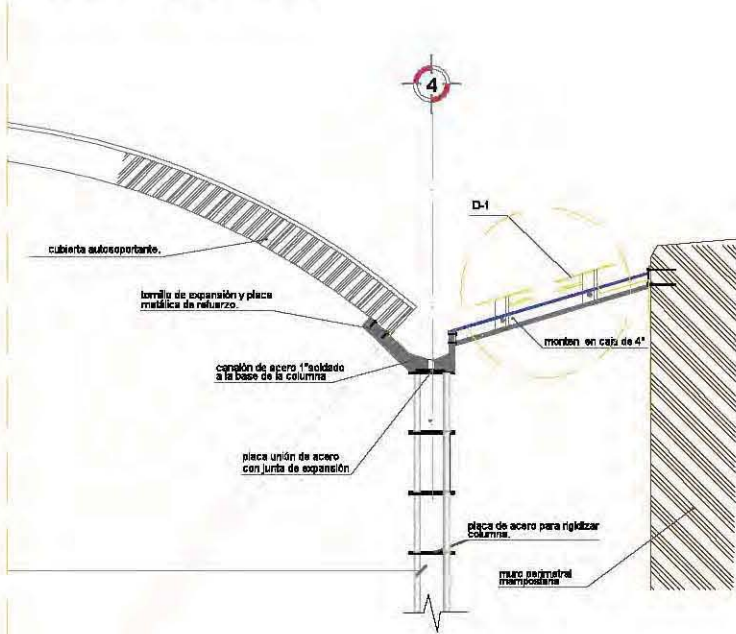 4
D-1
cubierta autosoportante.
tornillo de expansión y placa
metálica de refuerzo.
monten en caja de 4"
canalón de acero 1"soldado
a la base de la columna
placa unión de acero
con junta de expansión
placa de acero para rigidizar
columna.
muro perimetral
mamposteria